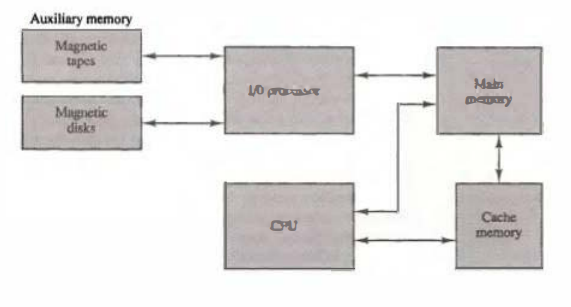 Auxiliary memory
Magnetic
tapes
I/O processor
Main
memory
Magnetic
disks
CPU
Cache
memory